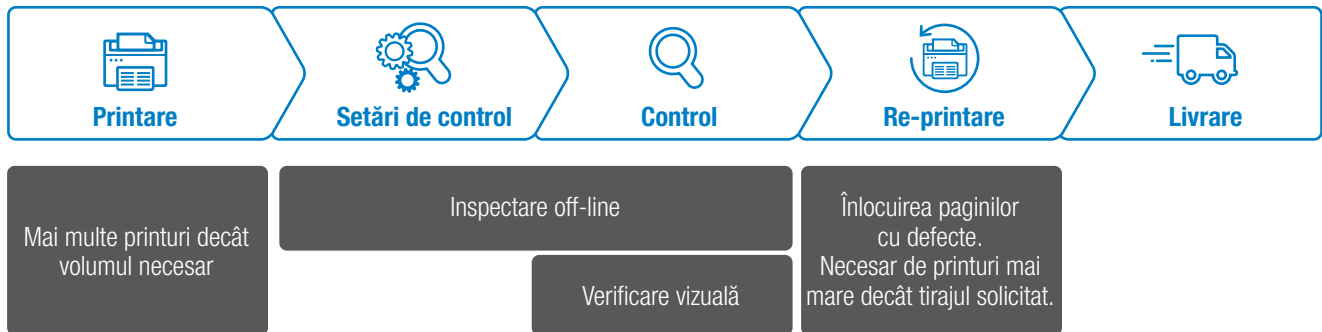 Printare
Setări de control
Control
Re-printare
Livrare
Mai multe printuri decât
volumul necesar
Inspectare off-line
Verificare vizuală
Înlocuirea paginilor
cu defecte.
Necesar de printuri mai
mare decât tirajul solicitat.